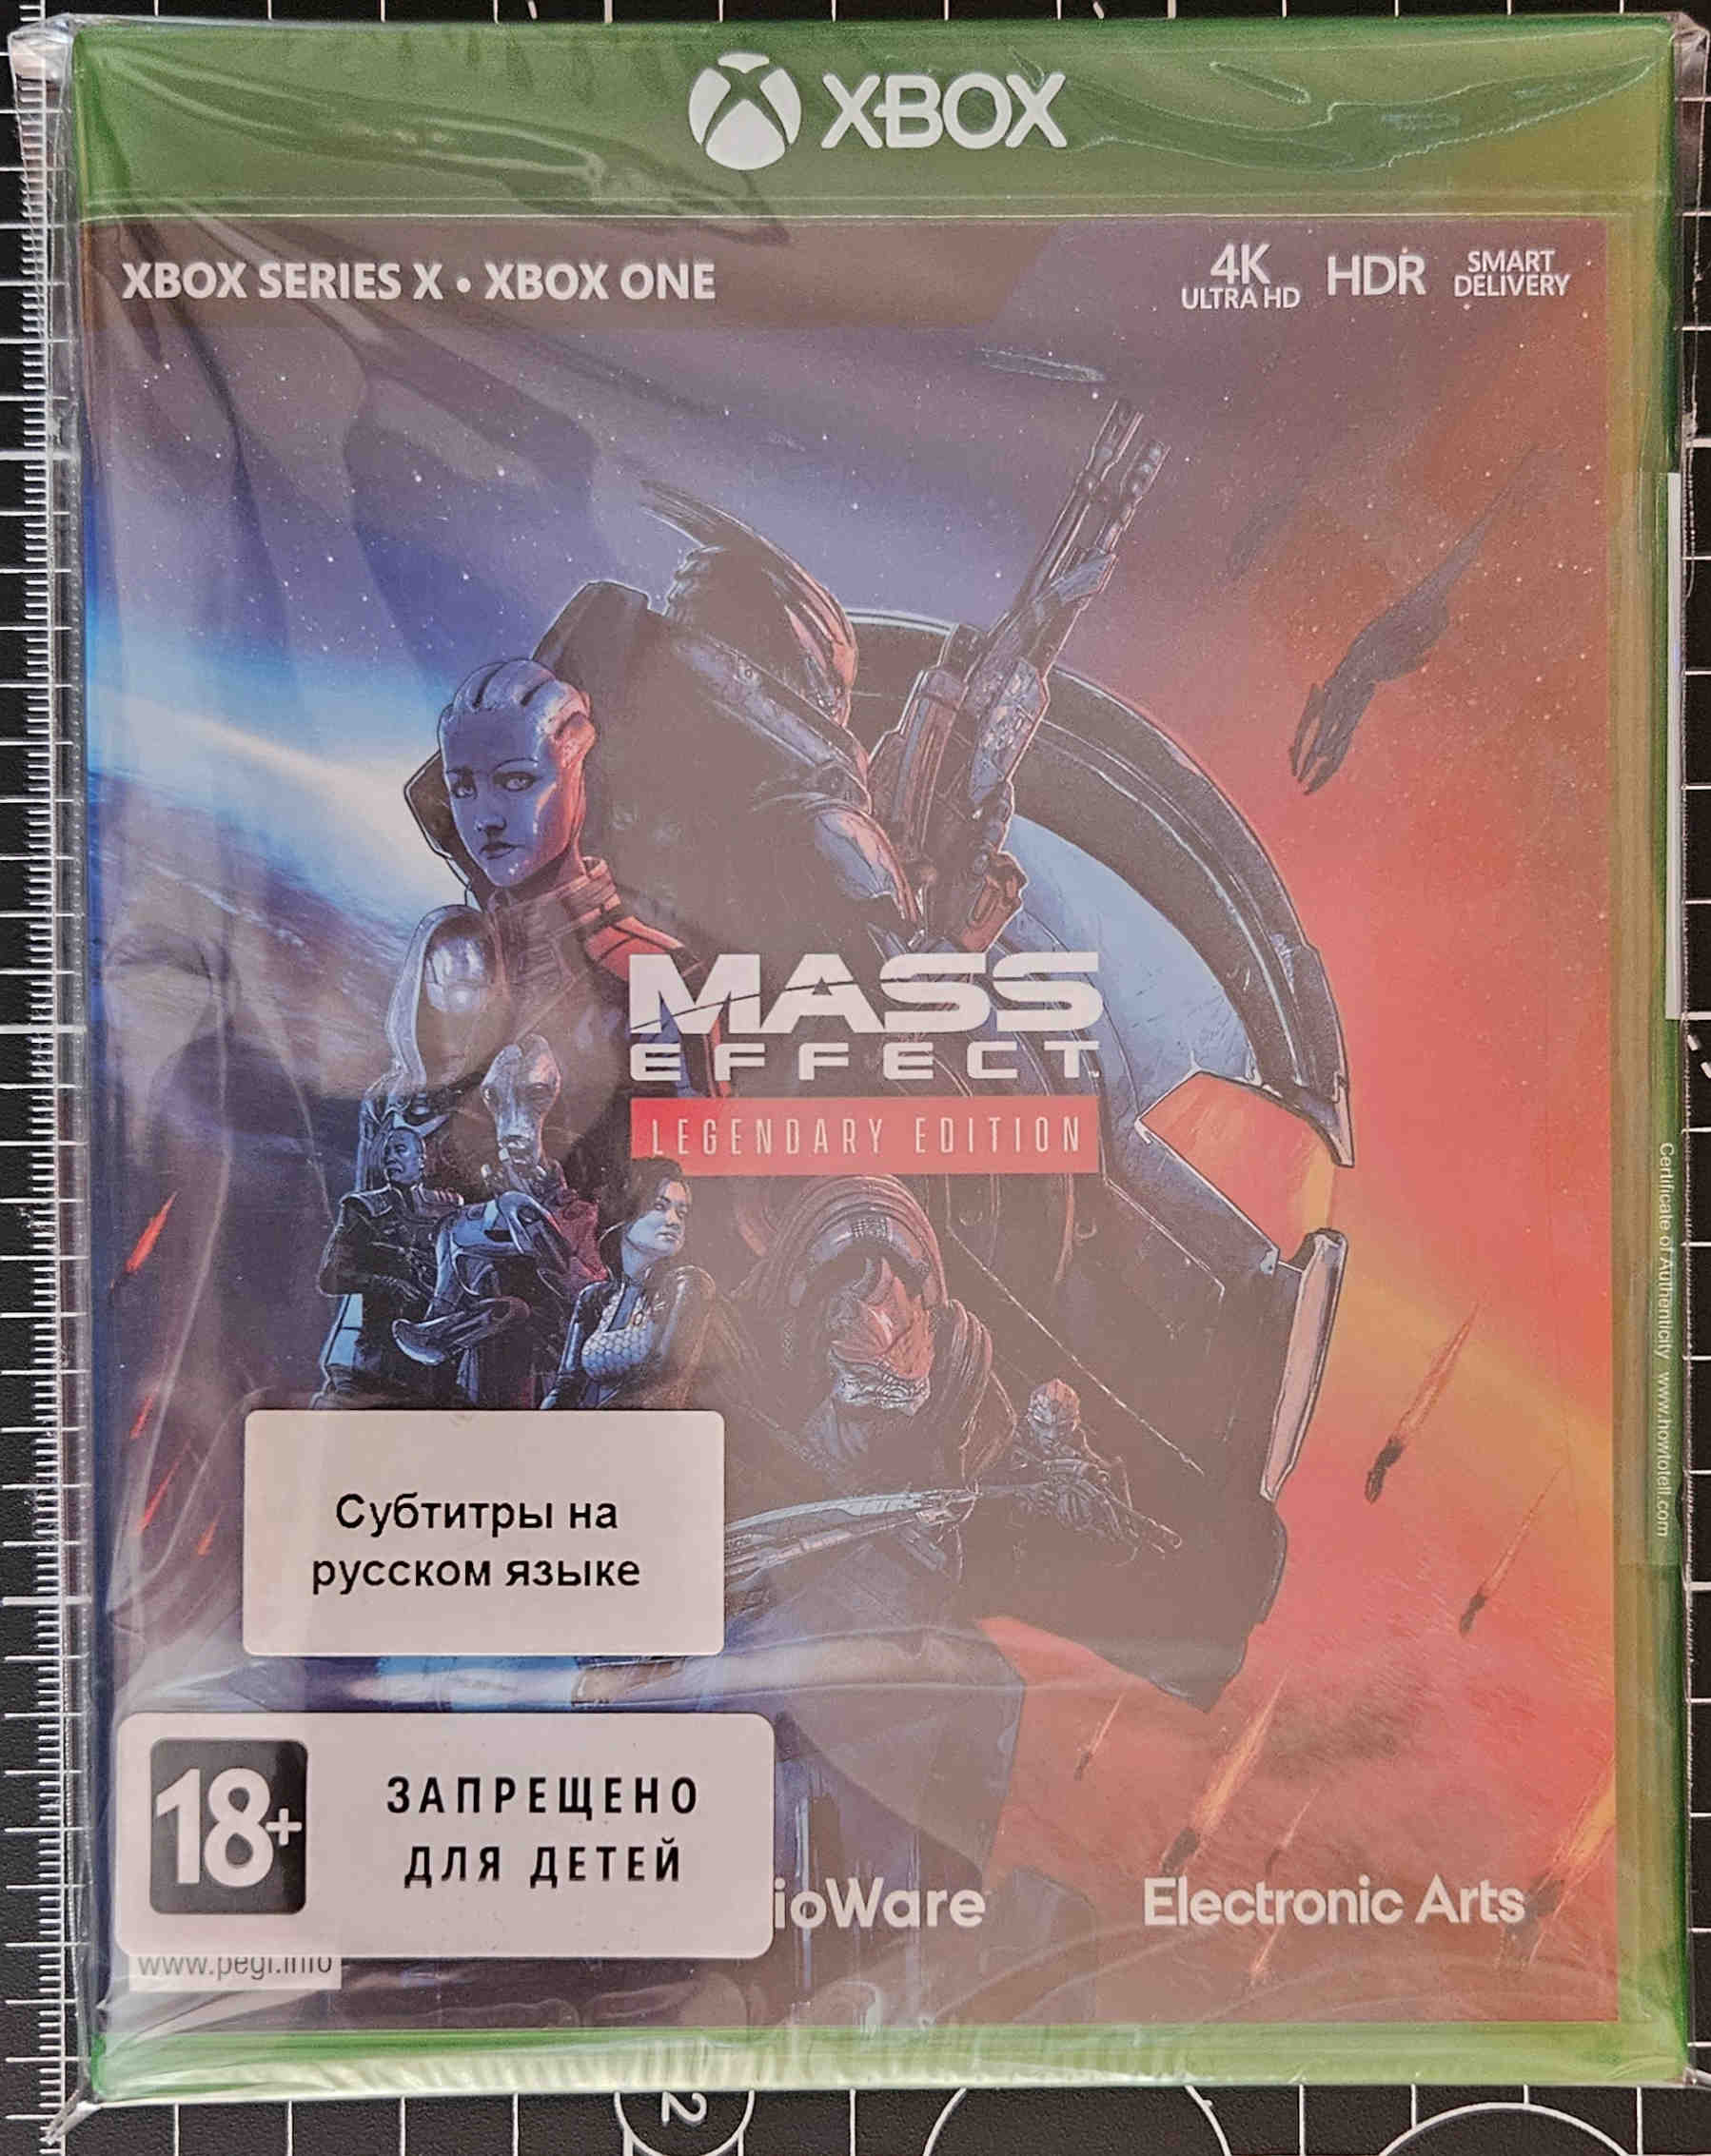 XBOX
XBOX SERIES X • XBOX ONE
4K
ULTRA HD
HDR
SMART
DELIVERY
MASS
EFFECT
LEGENDARY EDITION
Certificate of Authenticity www.howtotell.com
Субтитры на
русском языке
18+
ЗАПРЕЩЕНО
ДЛЯ ДЕТЕЙ
ioWare
Electronic Arts
www.pegi.info
2